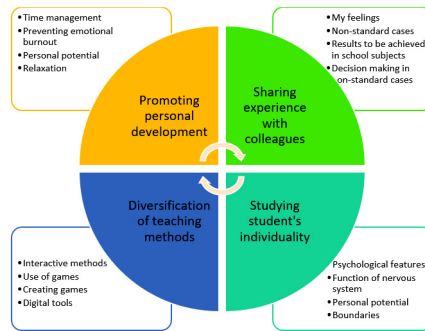 • Time management
• Preventing emotional
burnout
• Personal potential
• Relaxation
• My feelings
• Non-standard cases
• Results to be achieved
in school subjects
• Decision making in
on-standard cases
Promoting
personal
development
Sharing
experience
with
colleagues
Diversification
of teaching
methods
Studying
student's
individuality
• Interactive methods
• Use of games
• Creating games
• Digital tools
Psychological features
• Function of nervous
system
• Personal potential
• Boundaries